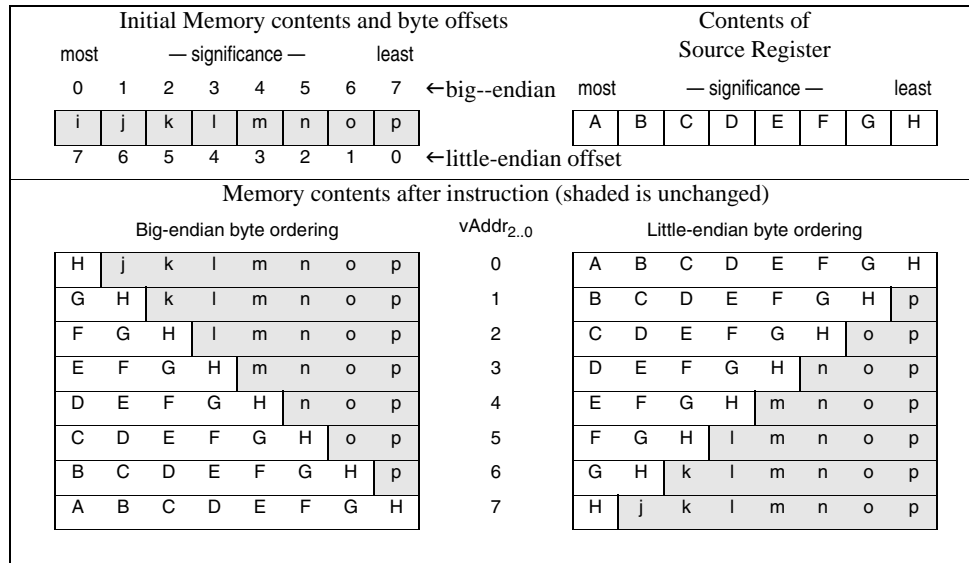 Initial Memory contents and byte offsets
Contents of
Source Register
most — significance — least
0 1 2 3 4 5 6 7 ←big--endian
most — significance — least
i j k l m n o p
A B C D E F G H
7 6 5 4 3 2 1 0 ←little-endian offset
Memory contents after instruction (shaded is unchanged)
Big-endian byte ordering vAddr2..0 Little-endian byte ordering
H j k l m n o p 0 A B C D E F G H
G H k l m n o p 1 B C D E F G H p
F G H l m n o p 2 C D E F G H o p
E F G H m n o p 3 D E F G H n o p
D E F G H n o p 4 E F G H m n o p
C D E F G H o p 5 F G H l m n o p
B C D E F G H p 6 G H k l m n o p
A B C D E F G H 7 H j k l m n o p